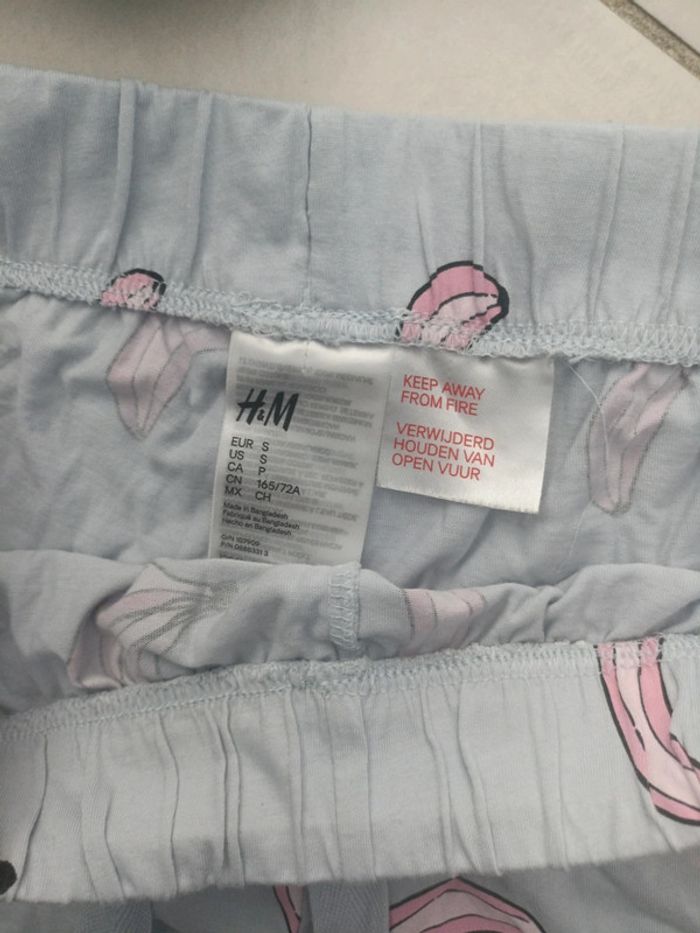 H&M
EUR S
US S
CA P
CN 165/72A
MX CH
Made in Bangladesh
Fabriqué au Bangladesh
Hecho en Bangladesh
KEEP AWAY
FROM FIRE
VERWIJDERD
HOUDEN VAN
OPEN VUUR